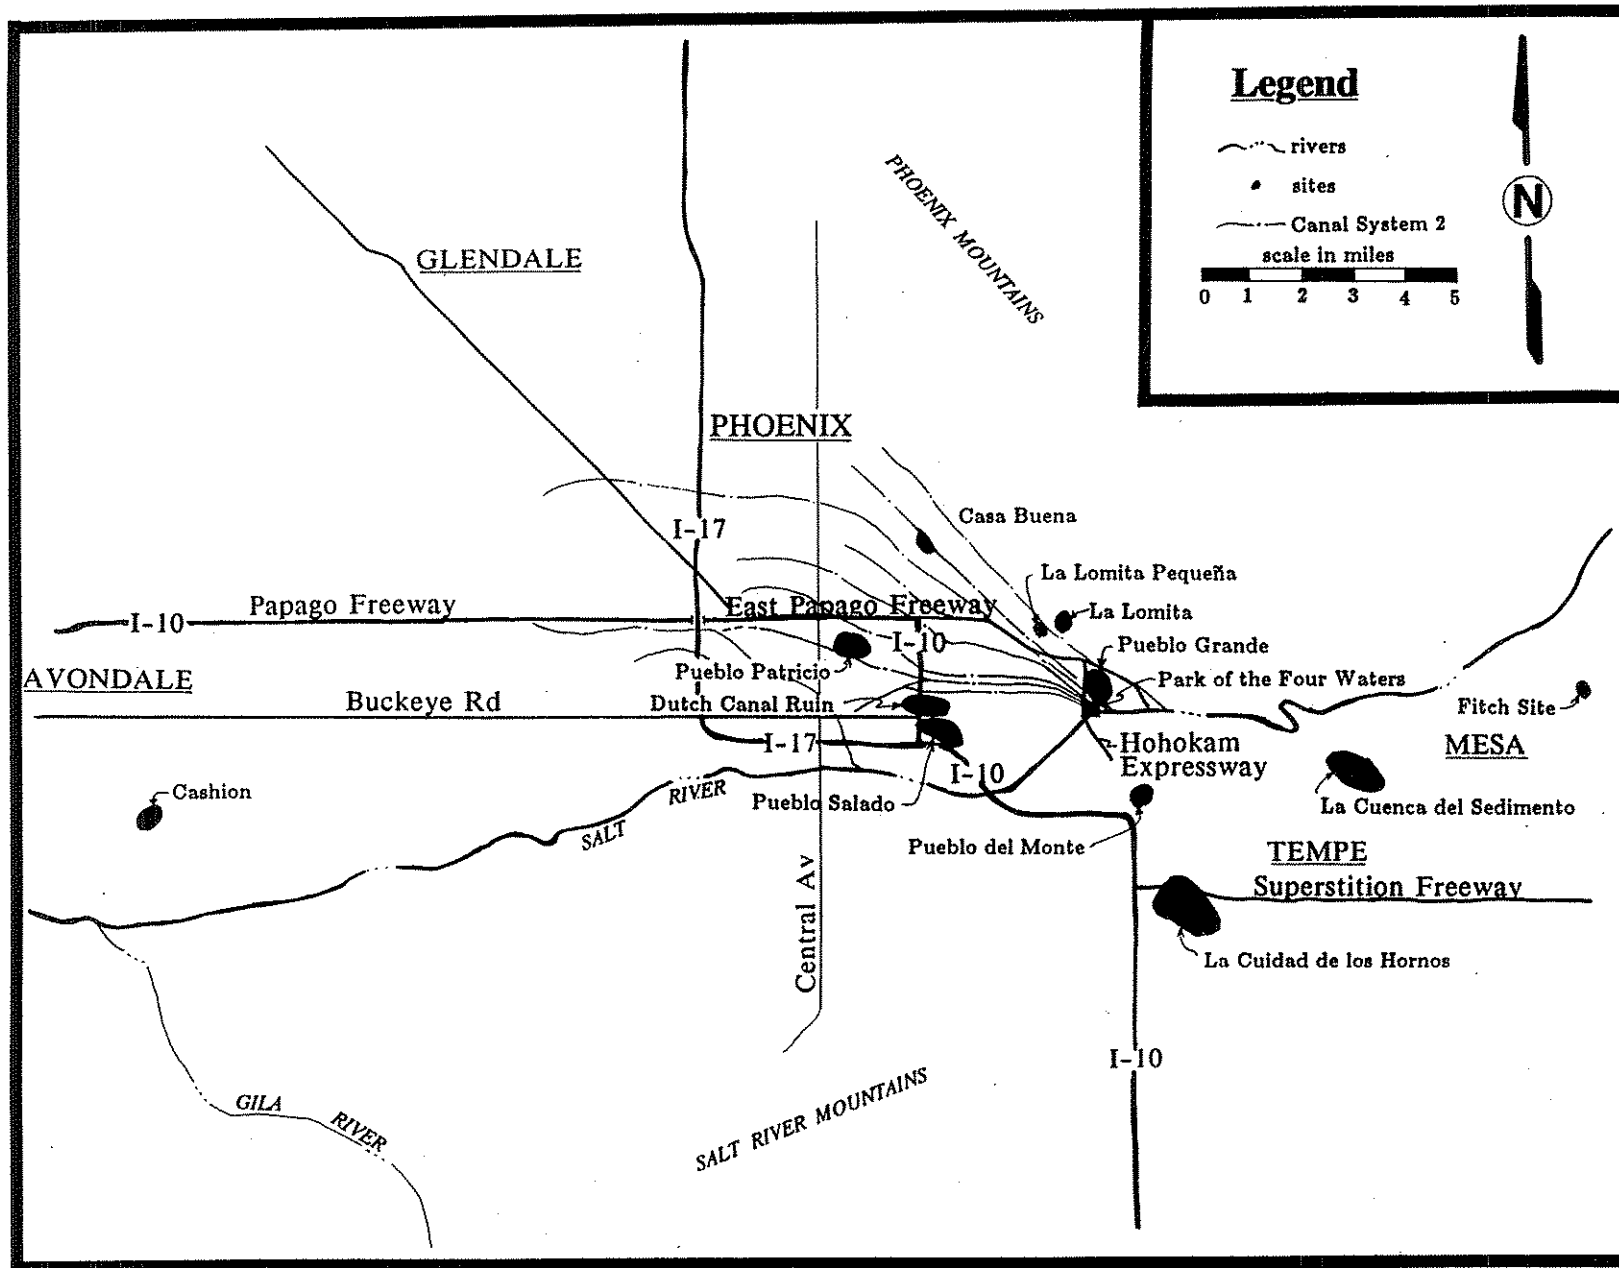 Legend
rivers
sites
Canal System 2
scale in miles
0 1 2 3 4 5
N
PHOENIX MOUNTAINS
GLENDALE
PHOENIX
I-17
Casa Buena
La Lomita Pequeña
La Lomita
Papago Freeway
East Papago Freeway
I-10
I-10
Pueblo Grande
Pueblo Patricio
Park of the Four Waters
AVONDALE
Buckeye Rd
Dutch Canal Ruin
Fitch Site
I-17
Hohokam
Expressway
MESA
I-10
Cashion
RIVER
Pueblo Salado
La Cuenca del Sedimento
SALT
Pueblo del Monte
TEMPE
Superstition Freeway
Central Av
La Cuidad de los Hornos
I-10
GILA
RIVER
SALT RIVER MOUNTAINS